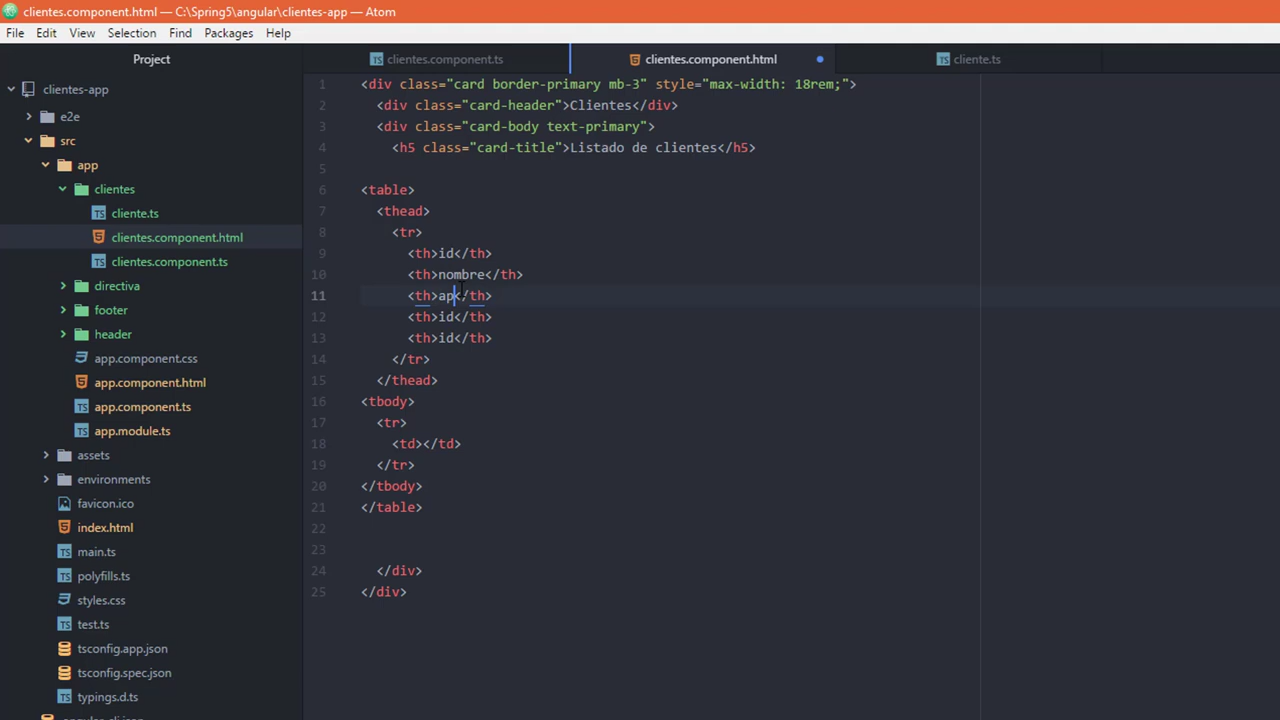 clientes.component.html — C:\Spring5\angular\clientes-app — Atom
File Edit View Selection Find Packages Help
Project
clientes.component.ts
clientes.component.html
cliente.ts
clientes-app
e2e
src
app
clientes
cliente.ts
clientes.component.html
clientes.component.ts
directiva
footer
header
app.component.css
app.component.html
app.component.ts
app.module.ts
assets
environments
favicon.ico
index.html
main.ts
polyfills.ts
styles.css
test.ts
tsconfig.app.json
tsconfig.spec.json
typings.d.ts
1 <div class="card border-primary mb-3" style="max-width: 18rem;">
2 <div class="card-header">Clientes</div>
3 <div class="card-body text-primary">
4 <h5 class="card-title">Listado de clientes</h5>
5
6 <table>
7 <thead>
8 <tr>
9 <th>id</th>
10 <th>nombre</th>
11 <th>ap</th>
12 <th>id</th>
13 <th>id</th>
14 </tr>
15 </thead>
16 <tbody>
17 <tr>
18 <td></td>
19 </tr>
20 </tbody>
21 </table>
22
23
24 </div>
25 </div>